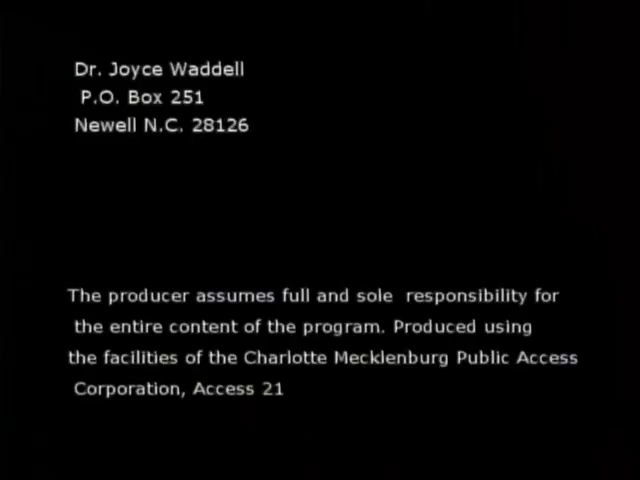 Dr. Joyce Waddell
P.O. Box 251
Newell N.C. 28126
The producer assumes full and sole responsibility for
the entire content of the program. Produced using
the facilities of the Charlotte Mecklenburg Public Access
Corporation, Access 21